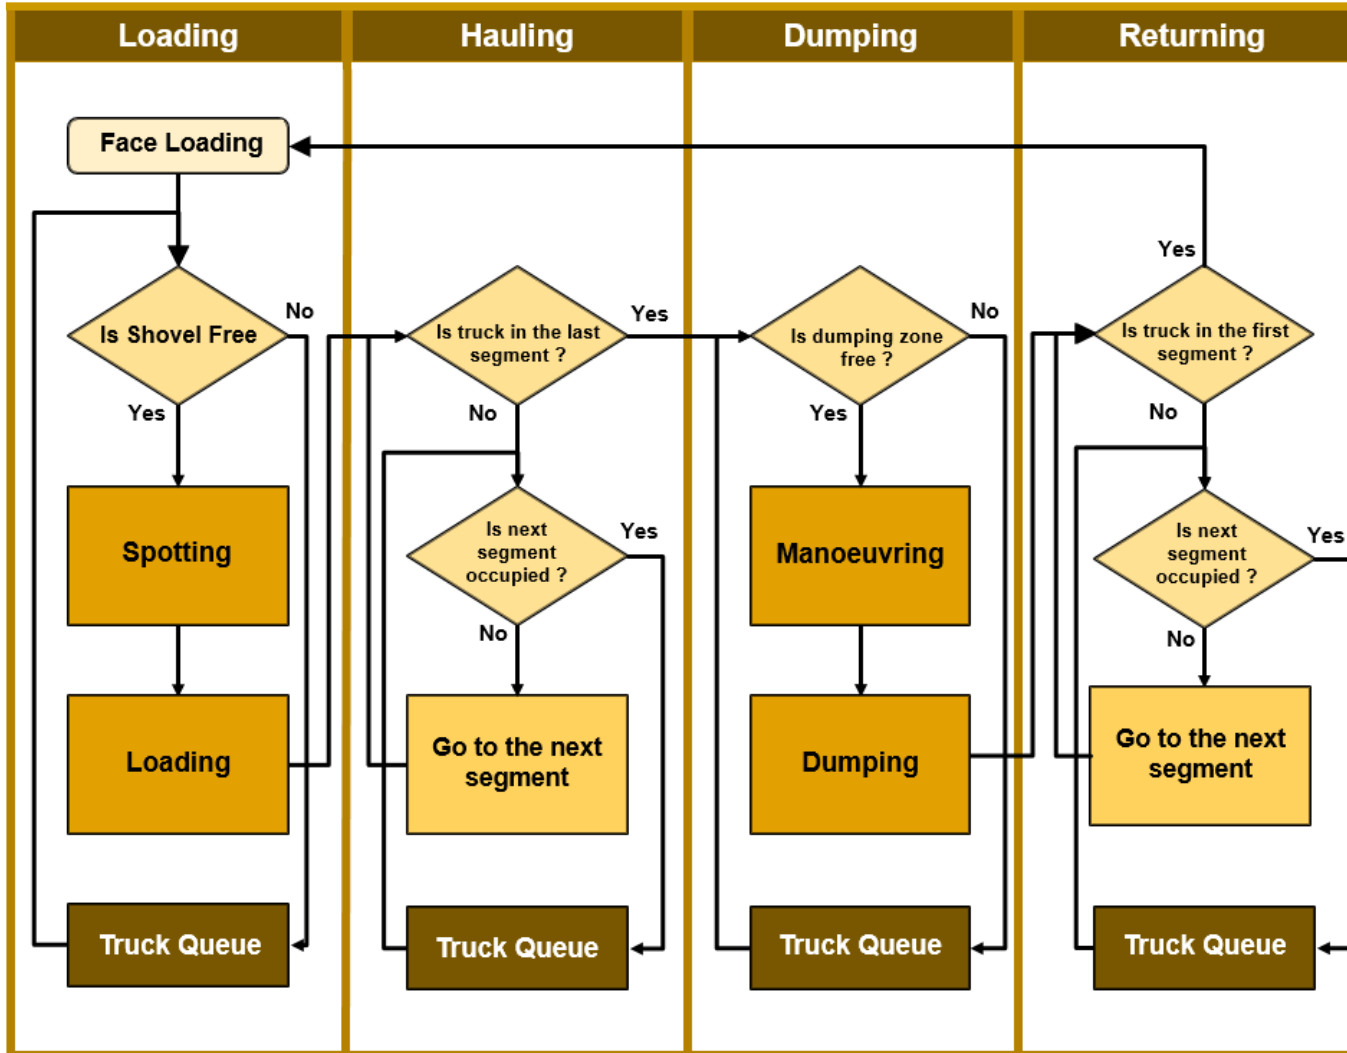 Loading
Hauling
Dumping
Returning
Face Loading
Is Shovel Free
No
Yes
Spotting
Loading
Truck Queue
Is truck in the last
segment ?
Yes
No
Is next
segment
occupied ?
Yes
No
Go to the next
segment
Truck Queue
Is dumping zone
free ?
No
Yes
Manoeuvring
Dumping
Truck Queue
Yes
Is truck in the first
segment ?
No
Is next
segment
occupied ?
Yes
No
Go to the next
segment
Truck Queue